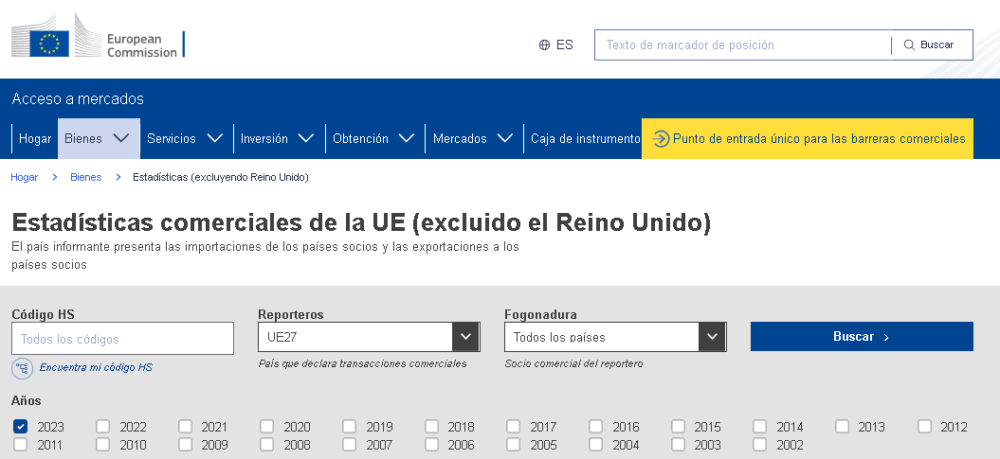 European
Commission
ES
Texto de marcador de posición
Buscar
Acceso a mercados
Hogar
Bienes
Servicios
Inversión
Obtención
Mercados
Caja de instrumento
Punto de entrada único para las barreras comerciales
Hogar > Bienes > Estadísticas (excluyendo Reino Unido)
Estadísticas comerciales de la UE (excluido el Reino Unido)
El país informante presenta las importaciones de los países socios y las exportaciones a los
países socios
Código HS
Todos los códigos
Encuentra mi código HS
Reporteros
UE27
País que declara transacciones comerciales
Fogonadura
Todos los países
Socio comercial del reportero
Buscar >
Años
2023 2022 2021 2020 2019 2018 2017 2016 2015 2014 2013 2012
2011 2010 2009 2008 2007 2006 2005 2004 2003 2002